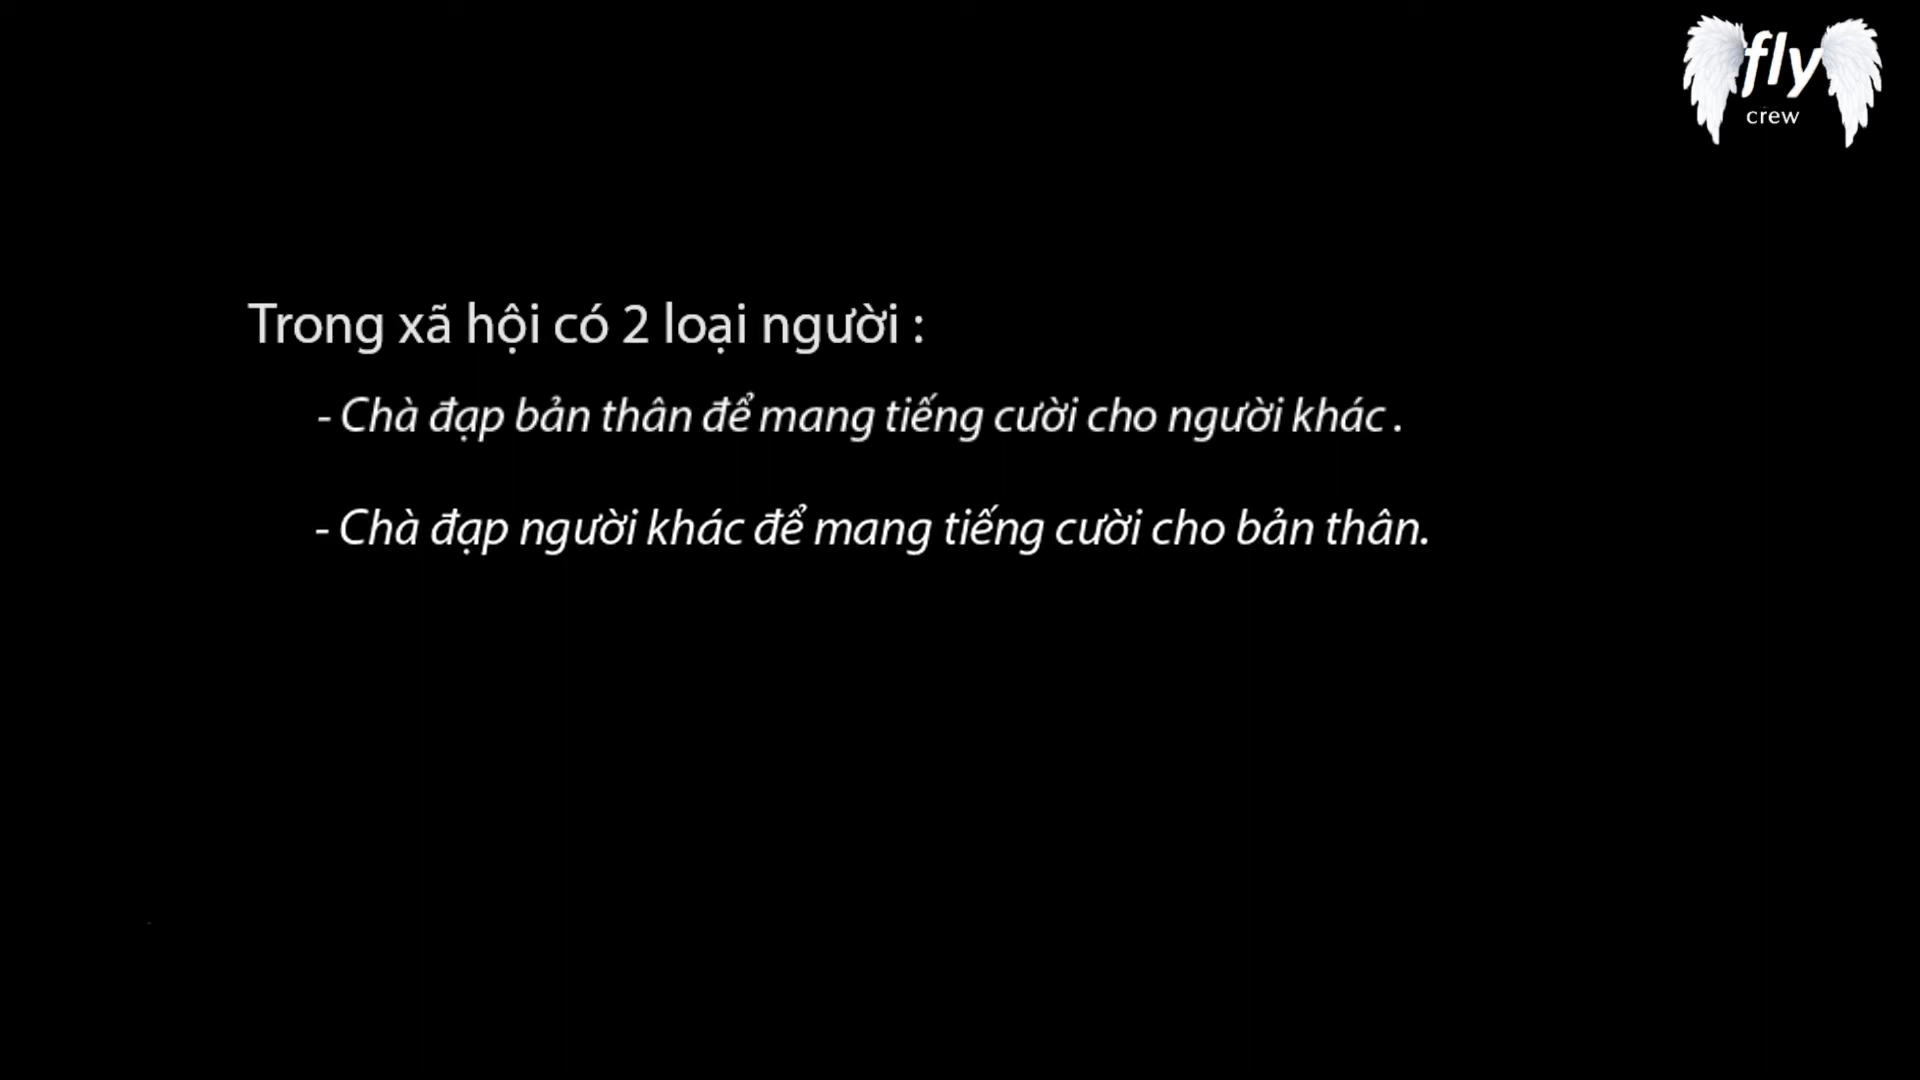 fly
crew
Trong xã hội có 2 loại người :
- Chà đạp bản thân để mang tiếng cười cho người khác .
- Chà đạp người khác để mang tiếng cười cho bản thân.